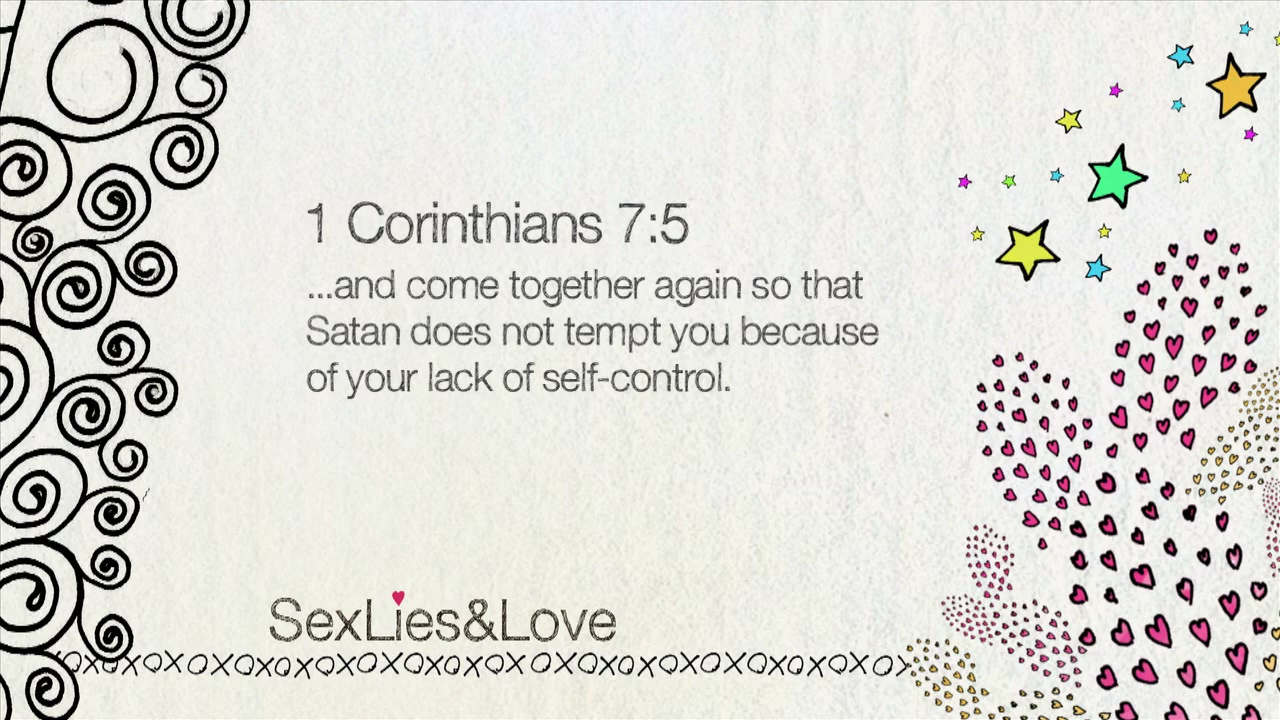 1 Corinthians 7:5
...and come together again so that
Satan does not tempt you because
of your lack of self-control.
SexLies&Love
OXOXOXOXOXOXOXOXOXOXOXOXOXOXOXOXOXOXOXOX